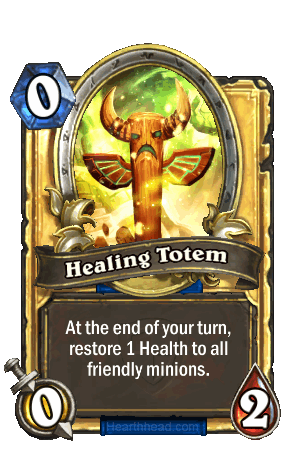 0
Healing Totem
At the end of your turn,
restore 1 Health to all
friendly minions.
0
2
Hearthhead.com